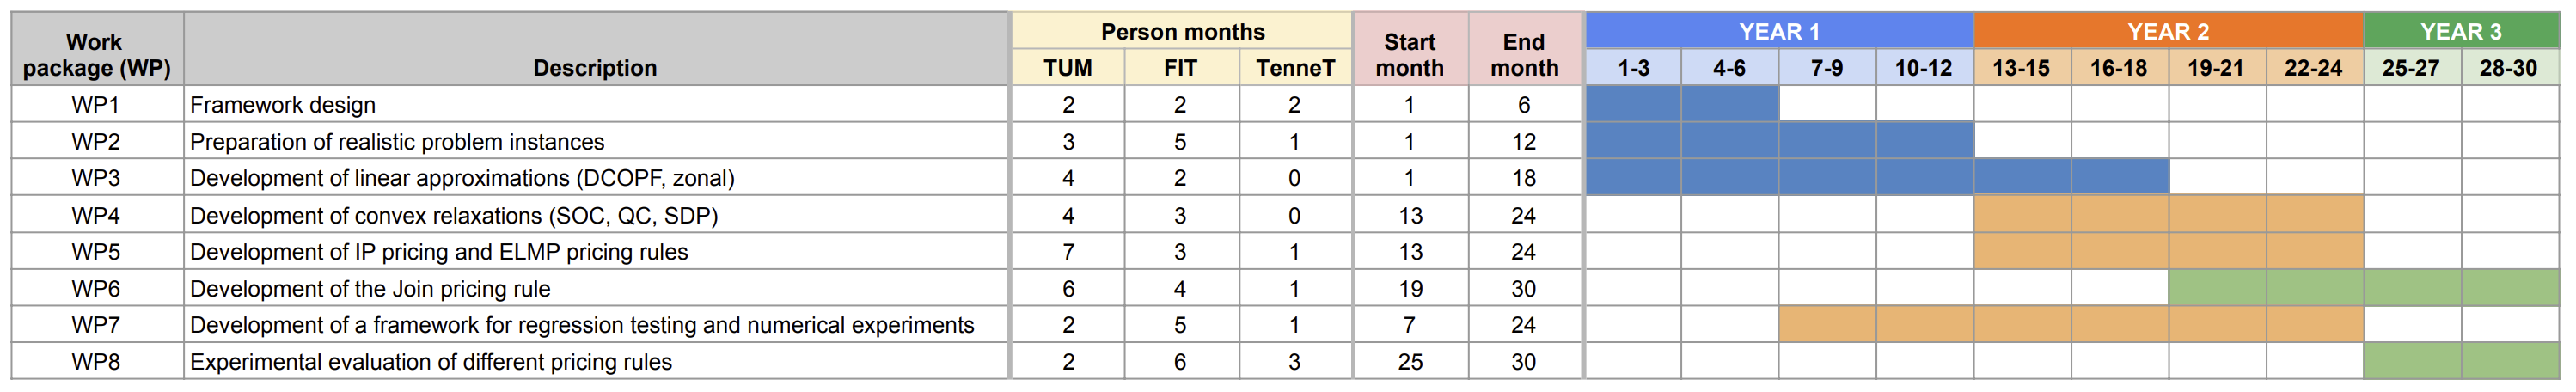 Work package (WP) Description Person months Start month End month YEAR 1 YEAR 2 YEAR 3
TUM FIT TenneT 1-3 4-6 7-9 10-12 13-15 16-18 19-21 22-24 25-27 28-30
WP1 Framework design 2 2 2 1 6
WP2 Preparation of realistic problem instances 3 5 1 1 12
WP3 Development of linear approximations (DCOPF, zonal) 4 2 0 1 18
WP4 Development of convex relaxations (SOC, QC, SDP) 4 3 0 13 24
WP5 Development of IP pricing and ELMP pricing rules 7 3 1 13 24
WP6 Development of the Join pricing rule 6 4 1 19 30
WP7 Development of a framework for regression testing and numerical experiments 2 5 1 7 24
WP8 Experimental evaluation of different pricing rules 2 6 3 25 30